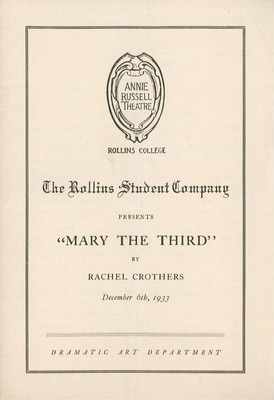 ANNIE
RUSSELL
THEATRE
ROLLINS COLLEGE
The Rollins Student Company
PRESENTS
"MARY THE THIRD"
BY
RACHEL CROTHERS
December 6th, 1933
DRAMATIC ART DEPARTMENT